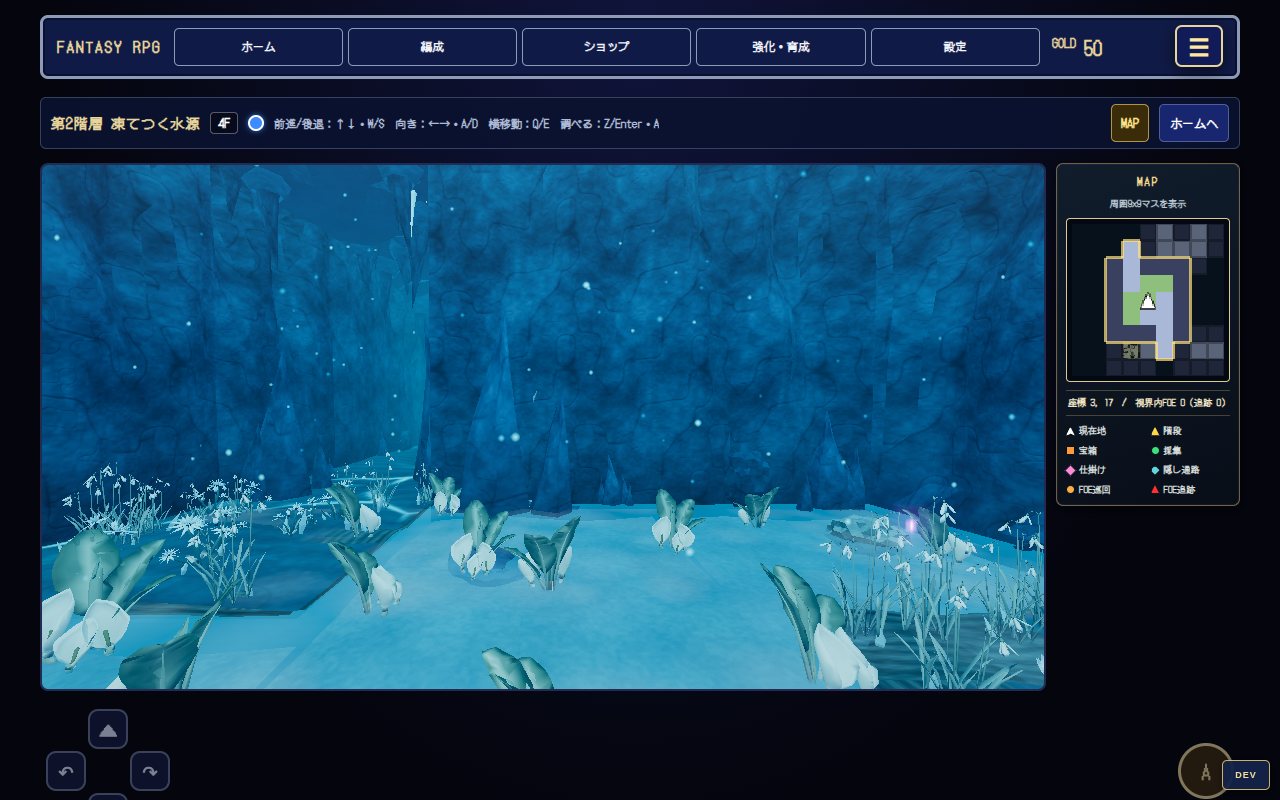 FANTASY RPG ホーム 編成 ショップ 強化・育成 設定 GOLD 50
第2階層 凍てつく水源 4F 前進/後退:↑↓・W/S 向き:←→・A/D 横移動:Q/E 調べる:Z/Enter・A MAP ホームへ
MAP
周囲9x9マスを表示
座標 3, 17 / 視界内FOE 0 (追跡 0)
現在地 階段
宝箱 採集
仕掛け 隠し通路
FOE巡回 FOE追跡
A DEV